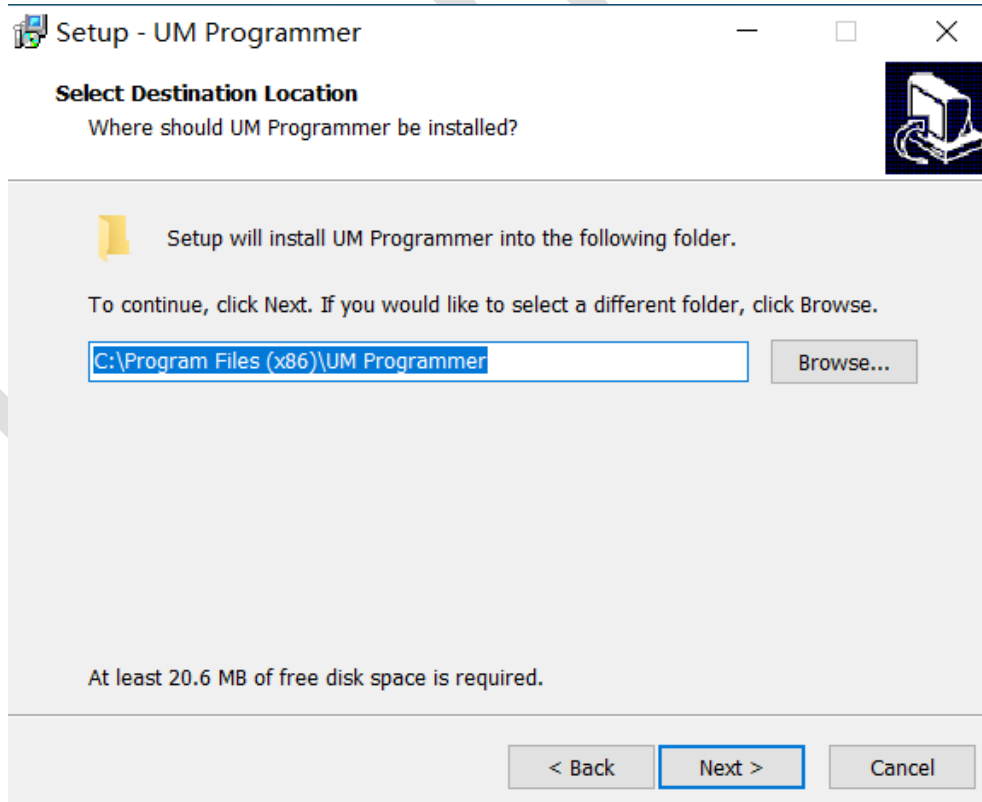 Setup - UM Programmer
Select Destination Location
Where should UM Programmer be installed?
Setup will install UM Programmer into the following folder.
To continue, click Next. If you would like to select a different folder, click Browse.
C:\Program Files (x86)\UM Programmer
Browse...
At least 20.6 MB of free disk space is required.
< Back
Next >
Cancel